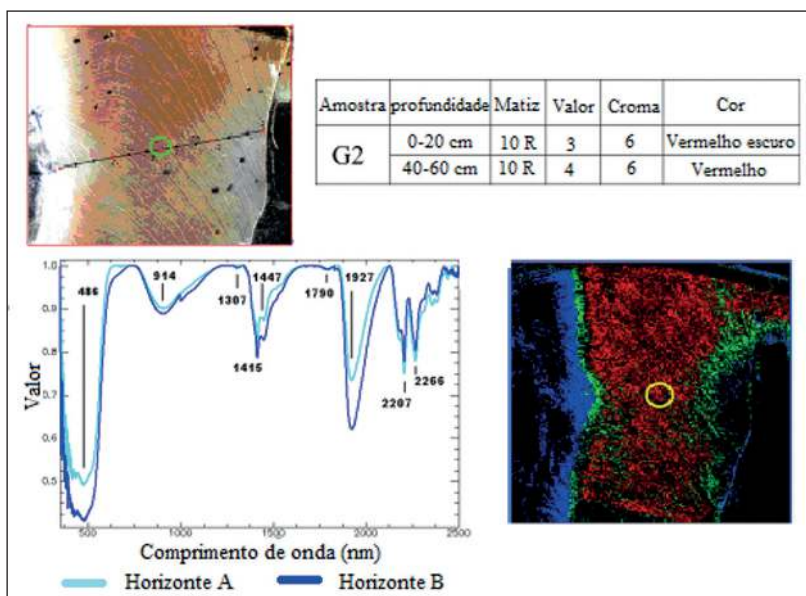 Amostra profundidade Matiz Valor Croma Cor
G2 0-20 cm 10 R 3 6 Vermelho escuro
40-60 cm 10 R 4 6 Vermelho
1.0
0.9
0.8
0.7
0.6
0.5
Valor
486
914
1307
1447
1415
1790
1927
2207
2266
500 1000 1500 2000 2500
Comprimento de onda (nm)
Horizonte A Horizonte B